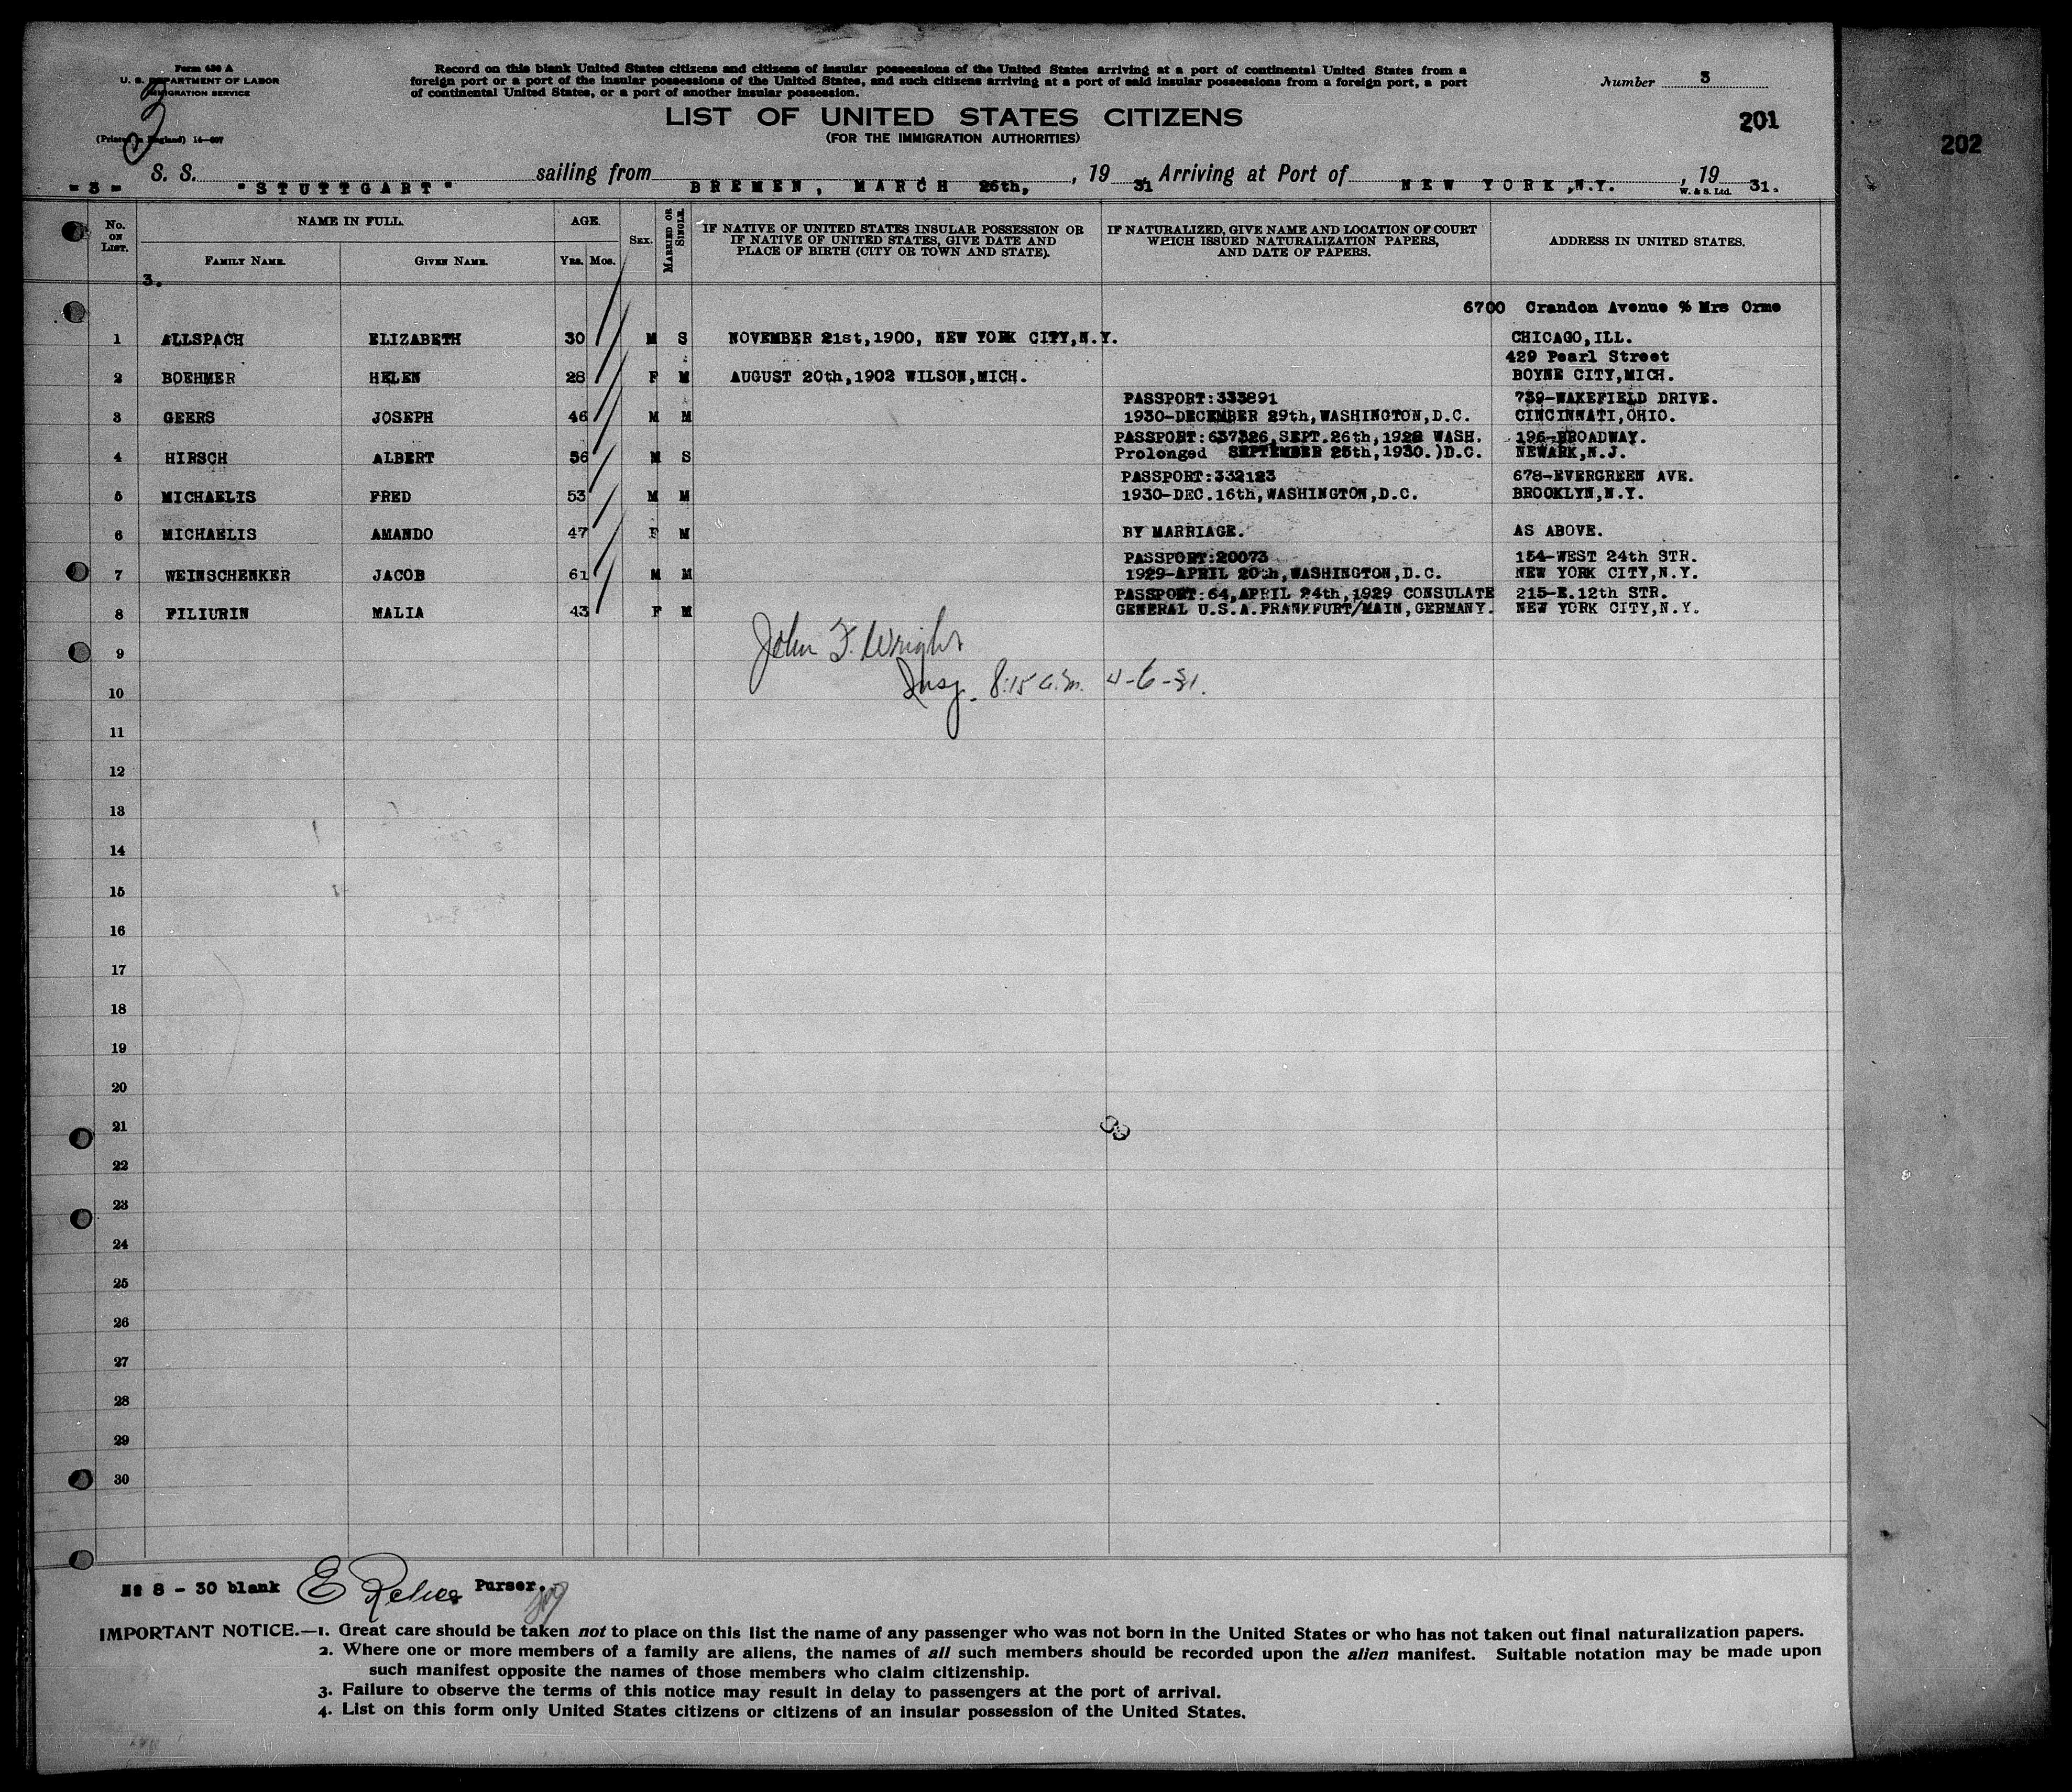 Form 630 A
U. S. DEPARTMENT OF LABOR
IMMIGRATION SERVICE
(Printed in England) 14—687
Record on this blank United States citizens and citizens of insular possessions of the United States arriving at a port of continental United States from a
foreign port or a port of the insular possessions of the United States, and such citizens arriving at a port of said insular possessions from a foreign port, a port
of continental United States, or a port of another insular possession.
Number 3
LIST OF UNITED STATES CITIZENS
(FOR THE IMMIGRATION AUTHORITIES)
201
202
- 3 - S. S. "STUTTGART" sailing from BREMEN, MARCH 26th, , 19 31 Arriving at Port of NEW YORK,N.Y. , 19 31.
W. & S. Ltd.
No. ON LIST. NAME IN FULL. AGE. SEX. MARRIED OR SINGLE. IF NATIVE OF UNITED STATES INSULAR POSSESSION OR IF NATIVE OF UNITED STATES, GIVE DATE AND PLACE OF BIRTH (CITY OR TOWN AND STATE). IF NATURALIZED, GIVE NAME AND LOCATION OF COURT WHICH ISSUED NATURALIZATION PAPERS, AND DATE OF PAPERS. ADDRESS IN UNITED STATES.
FAMILY NAME. GIVEN NAME. YRS. MOS.
3.
6700 Crandon Avenue % Mrs Orme
1 ALLSPACH ELIZABETH 30 M S NOVEMBER 21st,1900, NEW YORK CITY,N.Y. CHICAGO,ILL.
429 Pearl Street
2 BOEHMER HELEN 28 F M AUGUST 20th,1902 WILSON,MICH. BOYNE CITY,MICH.
PASSPORT:333891 739-WAKEFIELD DRIVE.
3 GEERS JOSEPH 46 M M 1930-DECEMBER 29th,WASHINGTON,D.C. CINCINNATI,OHIO.
PASSPORT:637326,SEPT.26th,1928 WASH. 196-BROADWAY.
4 HIRSCH ALBERT 36 M S Prolonged SEPTEMBER 25th,1930.)D.C. NEWARK,N.J.
PASSPORT:332123 678-EVERGREEN AVE.
5 MICHAELIS FRED 53 M M 1930-DEC.16th,WASHINGTON,D.C. BROOKLYN,N.Y.
6 MICHAELIS AMANDO 47 F M BY MARRIAGE. AS ABOVE.
PASSPORT:20073 154-WEST 24th STR.
7 WEINSCHENKER JACOB 61 M M 1929-APRIL 20th,WASHINGTON,D.C. NEW YORK CITY,N.Y.
PASSPORT:64,APRIL 24th,1929 CONSULATE 215-E.12th STR.
8 FILIURIN MALIA 43 F M GENERAL U.S.A.FRANKFURT/MAIN,GERMANY. NEW YORK CITY,N.Y.
John F. Wright
9
Insp. 8:15 a.m. 4-6-31.
10
11
12
13
14
15
16
17
18
19
20
21
22
23
24
25
26
27
28
29
30
No 8 - 30 blank E Purser.
IMPORTANT NOTICE.—1. Great care should be taken not to place on this list the name of any passenger who was not born in the United States or who has not taken out final naturalization papers.
2. Where one or more members of a family are aliens, the names of all such members should be recorded upon the alien manifest. Suitable notation may be made upon
such manifest opposite the names of those members who claim citizenship.
3. Failure to observe the terms of this notice may result in delay to passengers at the port of arrival.
4. List on this form only United States citizens or citizens of an insular possession of the United States.